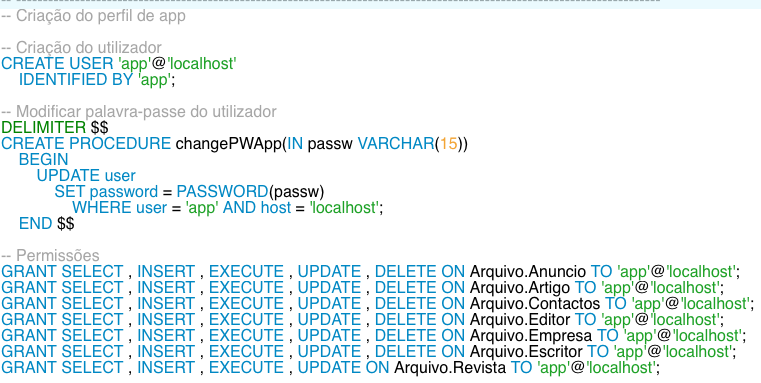 -- ------------------------------------------------------------------------------------------------------------------------
-- Criação do perfil de app
-- Criação do utilizador
CREATE USER 'app'@'localhost'
IDENTIFIED BY 'app';
-- Modificar palavra-passe do utilizador
DELIMITER $$
CREATE PROCEDURE changePWApp(IN passw VARCHAR(15))
BEGIN
UPDATE user
SET password = PASSWORD(passw)
WHERE user = 'app' AND host = 'localhost';
END $$
-- Permissões
GRANT SELECT , INSERT , EXECUTE , UPDATE , DELETE ON Arquivo.Anuncio TO 'app'@'localhost';
GRANT SELECT , INSERT , EXECUTE , UPDATE , DELETE ON Arquivo.Artigo TO 'app'@'localhost';
GRANT SELECT , INSERT , EXECUTE , UPDATE , DELETE ON Arquivo.Contactos TO 'app'@'localhost';
GRANT SELECT , INSERT , EXECUTE , UPDATE , DELETE ON Arquivo.Editor TO 'app'@'localhost';
GRANT SELECT , INSERT , EXECUTE , UPDATE , DELETE ON Arquivo.Empresa TO 'app'@'localhost';
GRANT SELECT , INSERT , EXECUTE , UPDATE , DELETE ON Arquivo.Escritor TO 'app'@'localhost';
GRANT SELECT , INSERT , EXECUTE , UPDATE ON Arquivo.Revista TO 'app'@'localhost';